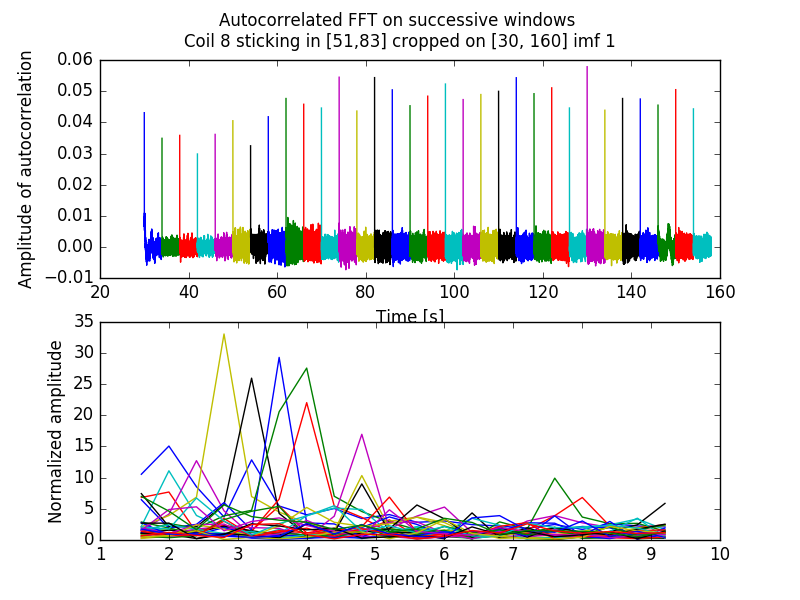 Autocorrelated FFT on successive windows
Coil 8 sticking in [51,83] cropped on [30, 160] imf 1
Amplitude of autocorrelation
0.06
0.05
0.04
0.03
0.02
0.01
0.00
−0.01
20 40 60 80 100 120 140 160
Time [s]
Normalized amplitude
35
30
25
20
15
10
5
0
1 2 3 4 5 6 7 8 9 10
Frequency [Hz]